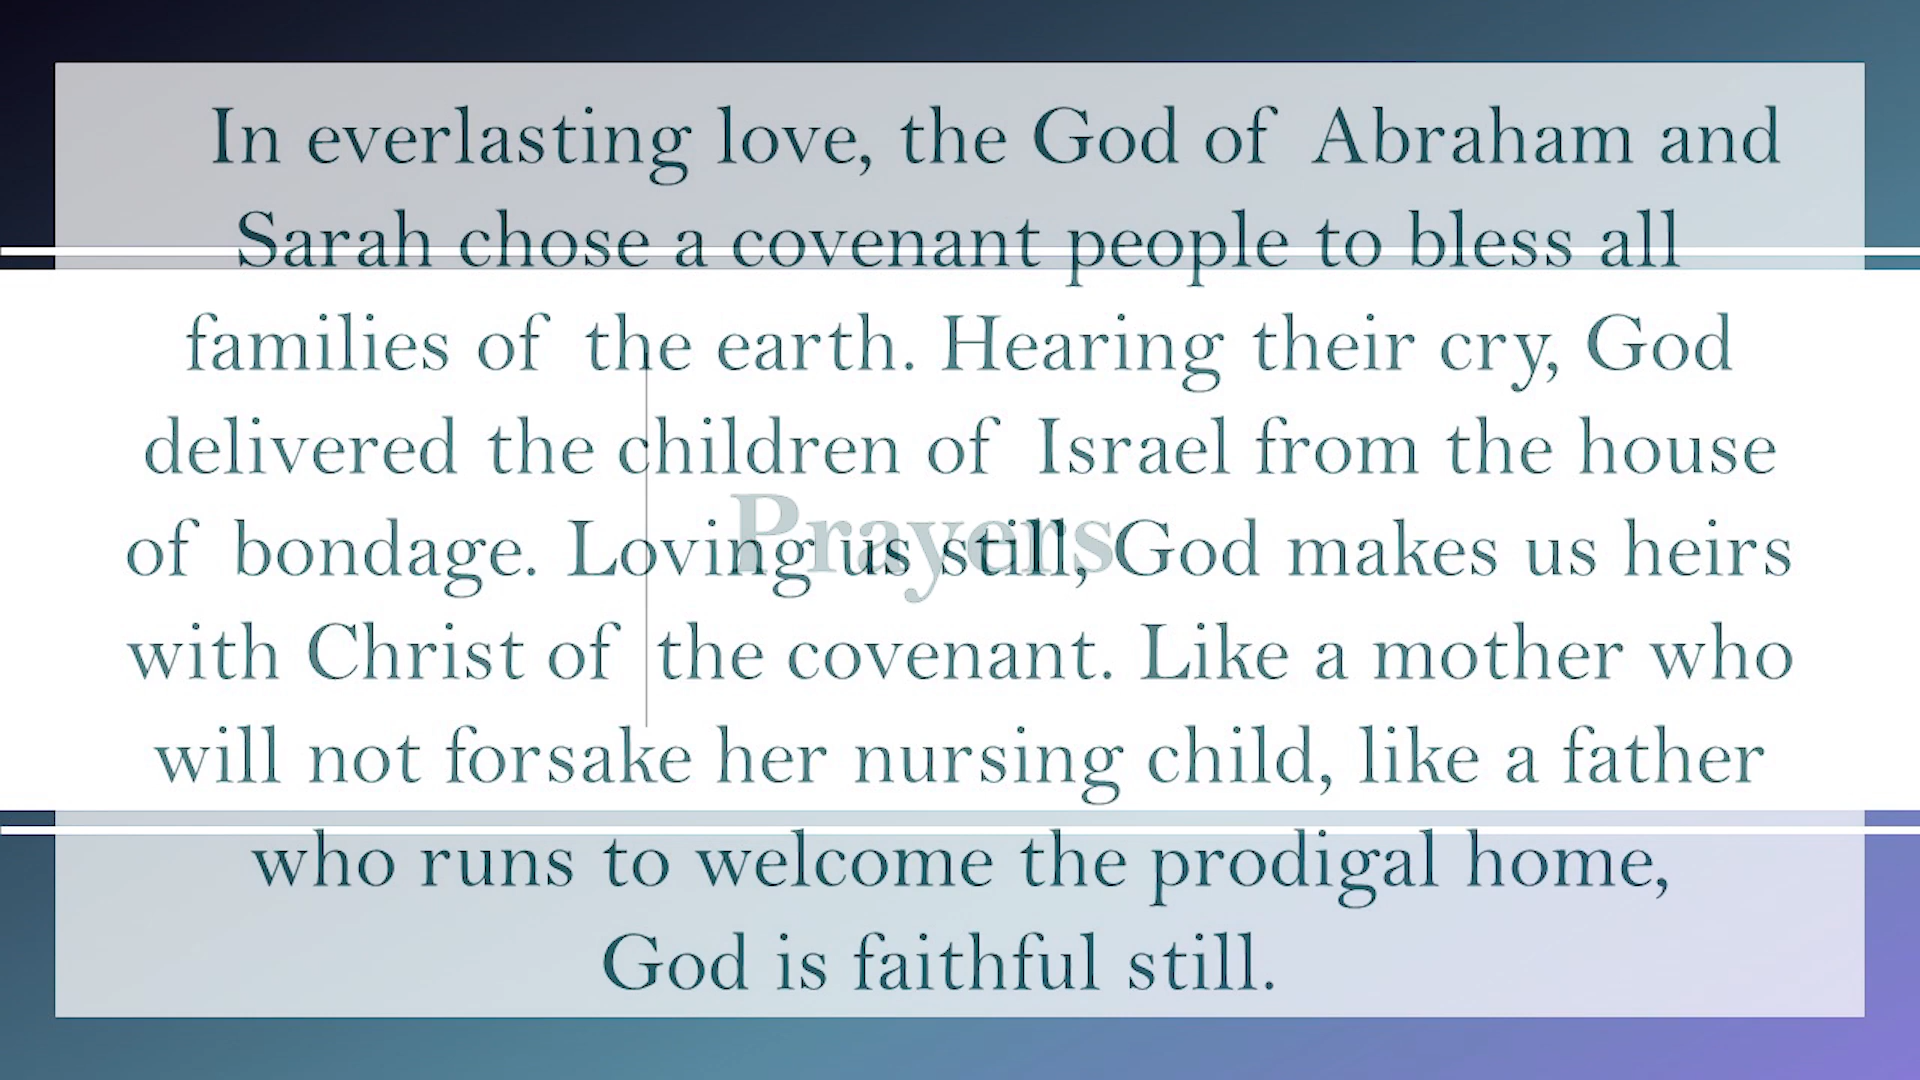 In everlasting love, the God of Abraham and
Sarah chose a covenant people to bless all
families of the earth. Hearing their cry, God
delivered the children of Israel from the house
of bondage. Loving us still, God makes us heirs
Prayers
with Christ of the covenant. Like a mother who
will not forsake her nursing child, like a father
who runs to welcome the prodigal home,
God is faithful still.